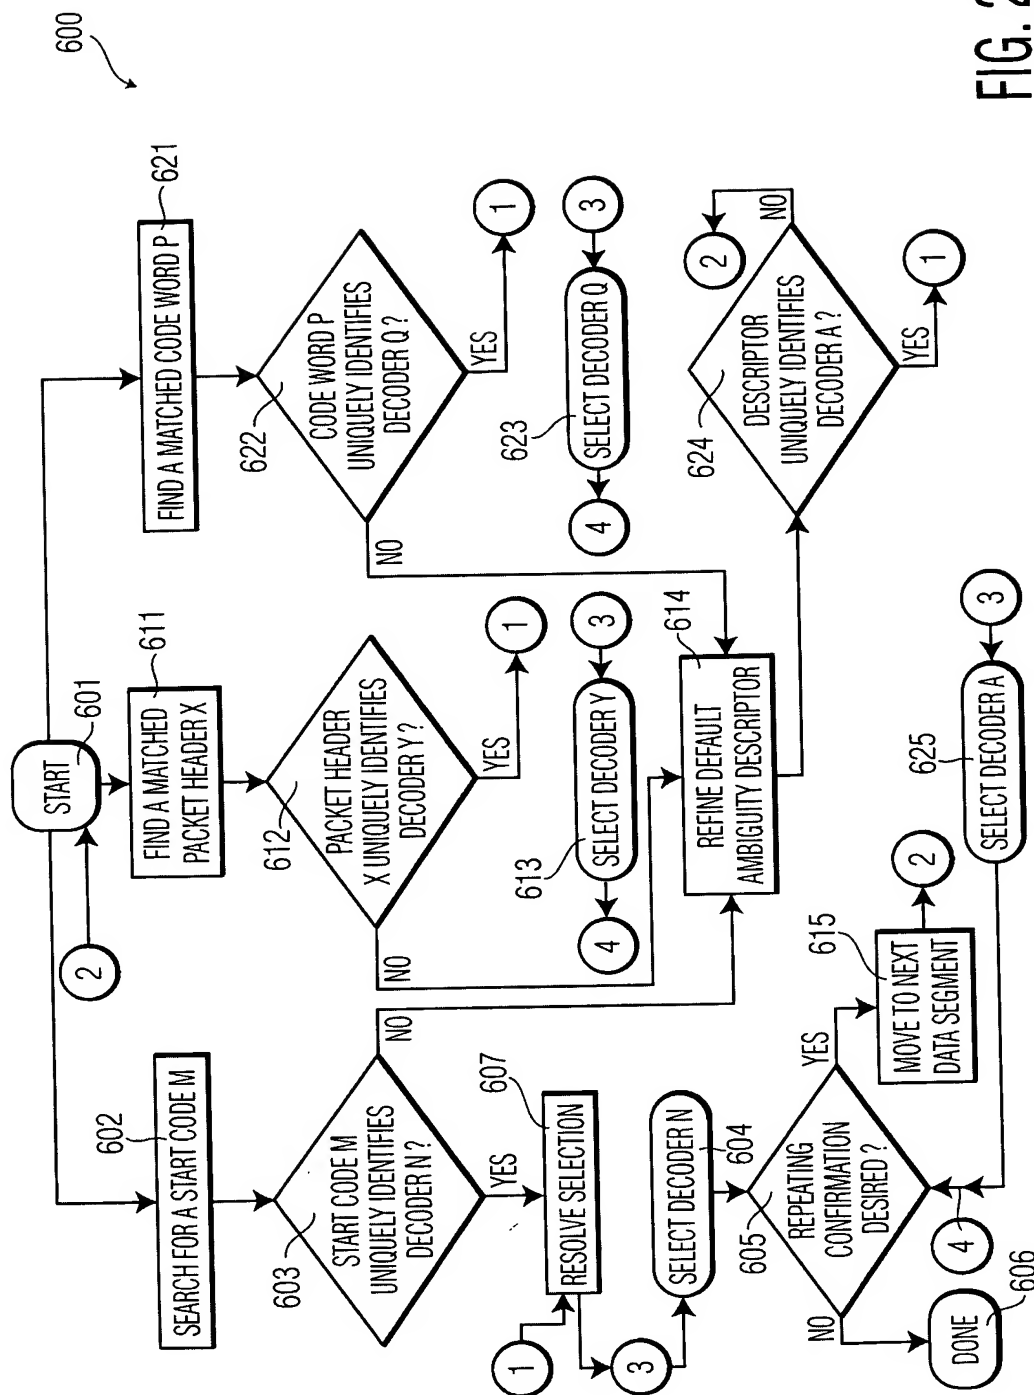 600
START
601
2
SEARCH FOR A START CODE M
602
START CODE M
UNIQUELY IDENTIFIES
DECODER N?
603
NO
YES
1
RESOLVE SELECTION
607
3
SELECT DECODER N
604
REPEATING
CONFIRMATION
DESIRED?
605
NO
YES
DONE
606
4
MOVE TO NEXT
DATA SEGMENT
615
2
FIND A MATCHED
PACKET HEADER X
611
PACKET HEADER
X UNIQUELY IDENTIFIES
DECODER Y?
612
NO
YES
1
3
SELECT DECODER Y
613
4
REFINE DEFAULT
AMBIGUITY DESCRIPTOR
614
FIND A MATCHED CODE WORD P
621
CODE WORD P
UNIQUELY IDENTIFIES
DECODER Q?
622
NO
YES
1
3
SELECT DECODER Q
623
4
DESCRIPTOR
UNIQUELY IDENTIFIES
DECODER A?
624
NO
2
YES
1
3
SELECT DECODER A
625
FIG. 2